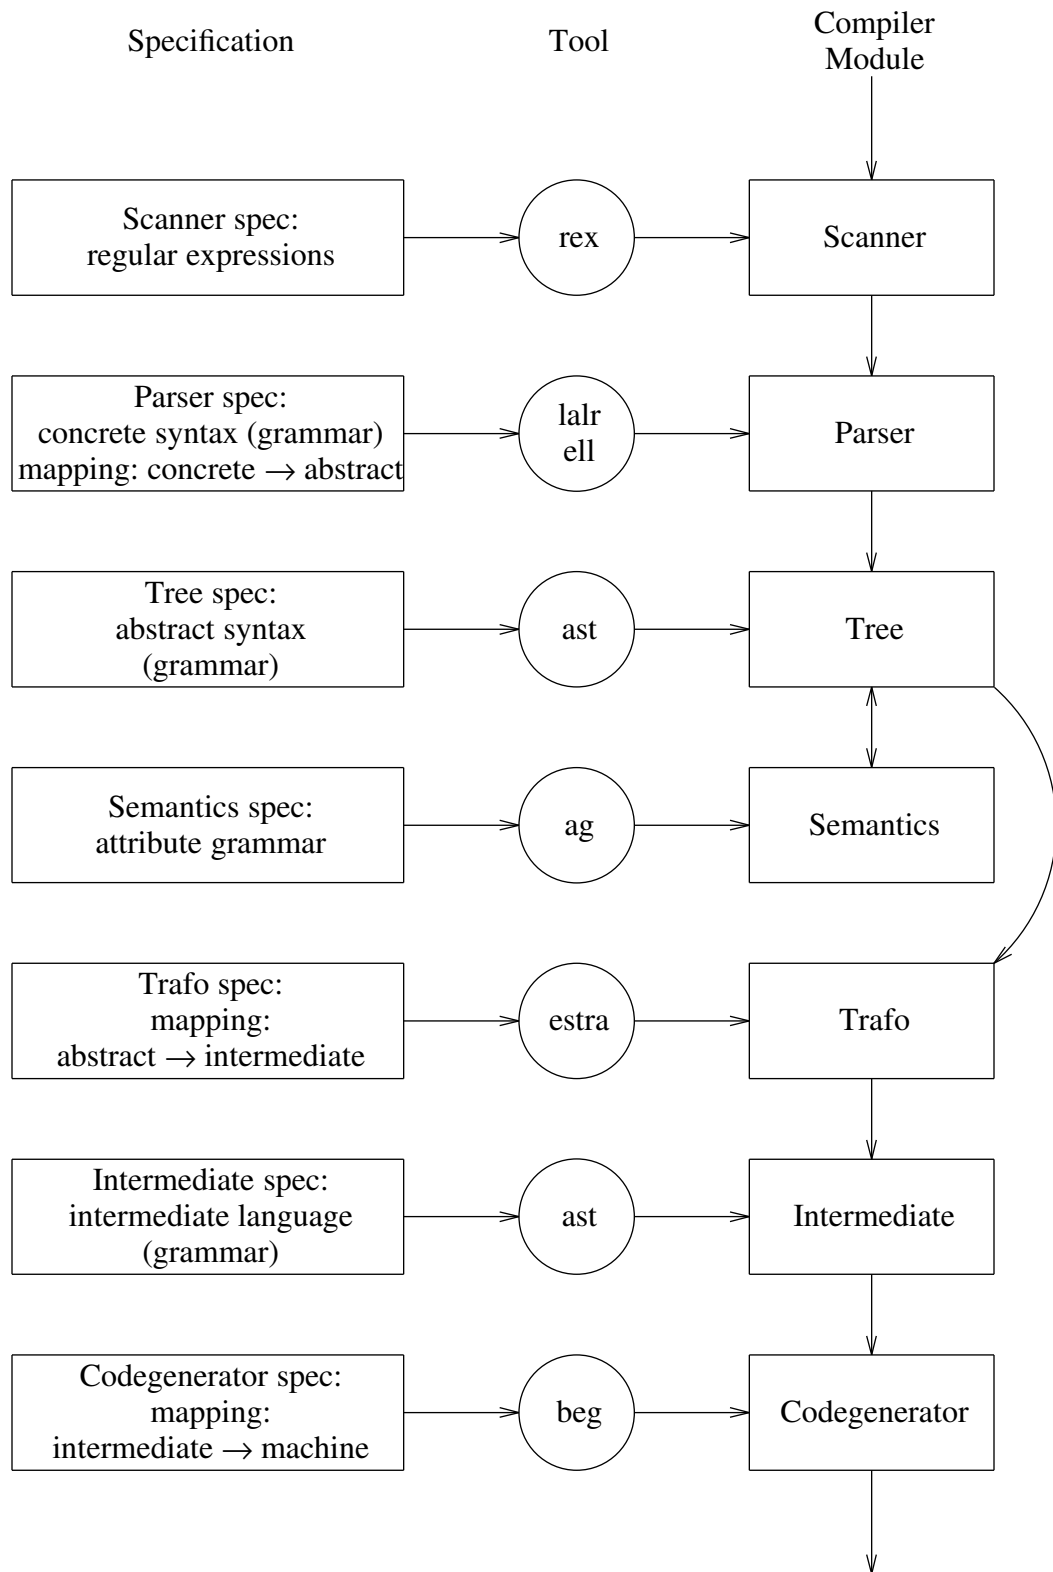 Specification
Tool
Compiler
Module
Scanner spec:
regular expressions
rex
Scanner
Parser spec:
concrete syntax (grammar)
mapping: concrete → abstract
lalr
ell
Parser
Tree spec:
abstract syntax
(grammar)
ast
Tree
Semantics spec:
attribute grammar
ag
Semantics
Trafo spec:
mapping:
abstract → intermediate
estra
Trafo
Intermediate spec:
intermediate language
(grammar)
ast
Intermediate
Codegenerator spec:
mapping:
intermediate → machine
beg
Codegenerator